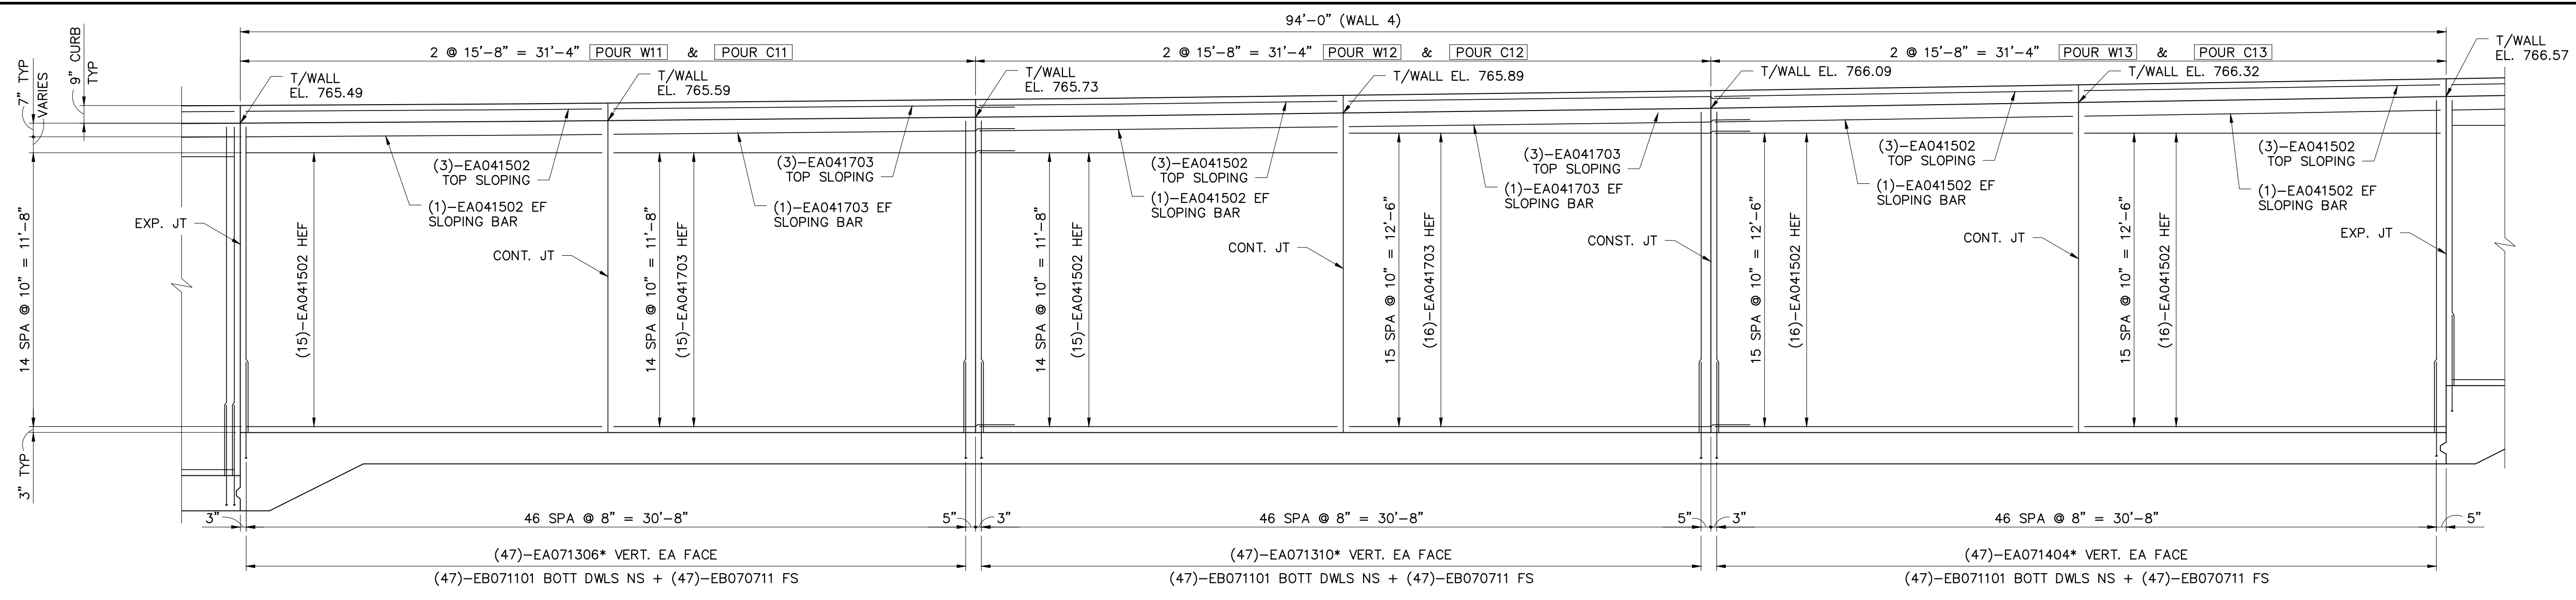 94'-0" (WALL 4)
2 @ 15'-8" = 31'-4" POUR W11 & POUR C11
2 @ 15'-8" = 31'-4" POUR W12 & POUR C12
2 @ 15'-8" = 31'-4" POUR W13 & POUR C13
7" TYP
VARIES
9" CURB
TYP
T/WALL
EL. 765.49
T/WALL
EL. 765.59
T/WALL
EL. 765.73
T/WALL EL. 765.89
T/WALL EL. 766.09
T/WALL EL. 766.32
T/WALL
EL. 766.57
(3)-EA041502
TOP SLOPING
(1)-EA041502 EF
SLOPING BAR
(3)-EA041703
TOP SLOPING
(1)-EA041703 EF
SLOPING BAR
(3)-EA041502
TOP SLOPING
(1)-EA041502 EF
SLOPING BAR
(3)-EA041703
TOP SLOPING
(1)-EA041703 EF
SLOPING BAR
(3)-EA041502
TOP SLOPING
(1)-EA041502 EF
SLOPING BAR
(3)-EA041502
TOP SLOPING
(1)-EA041502 EF
SLOPING BAR
EXP. JT
CONT. JT
CONT. JT
CONST. JT
CONT. JT
EXP. JT
14 SPA @ 10" = 11'-8"
(15)-EA041502 HEF
14 SPA @ 10" = 11'-8"
(15)-EA041703 HEF
14 SPA @ 10" = 11'-8"
(15)-EA041502 HEF
15 SPA @ 10" = 12'-6"
(16)-EA041703 HEF
15 SPA @ 10" = 12'-6"
(16)-EA041502 HEF
15 SPA @ 10" = 12'-6"
(16)-EA041502 HEF
3" TYP
3"
46 SPA @ 8" = 30'-8"
5"
3"
46 SPA @ 8" = 30'-8"
5"
3"
46 SPA @ 8" = 30'-8"
5"
(47)-EA071306* VERT. EA FACE
(47)-EB071101 BOTT DWLS NS + (47)-EB070711 FS
(47)-EA071310* VERT. EA FACE
(47)-EB071101 BOTT DWLS NS + (47)-EB070711 FS
(47)-EA071404* VERT. EA FACE
(47)-EB071101 BOTT DWLS NS + (47)-EB070711 FS